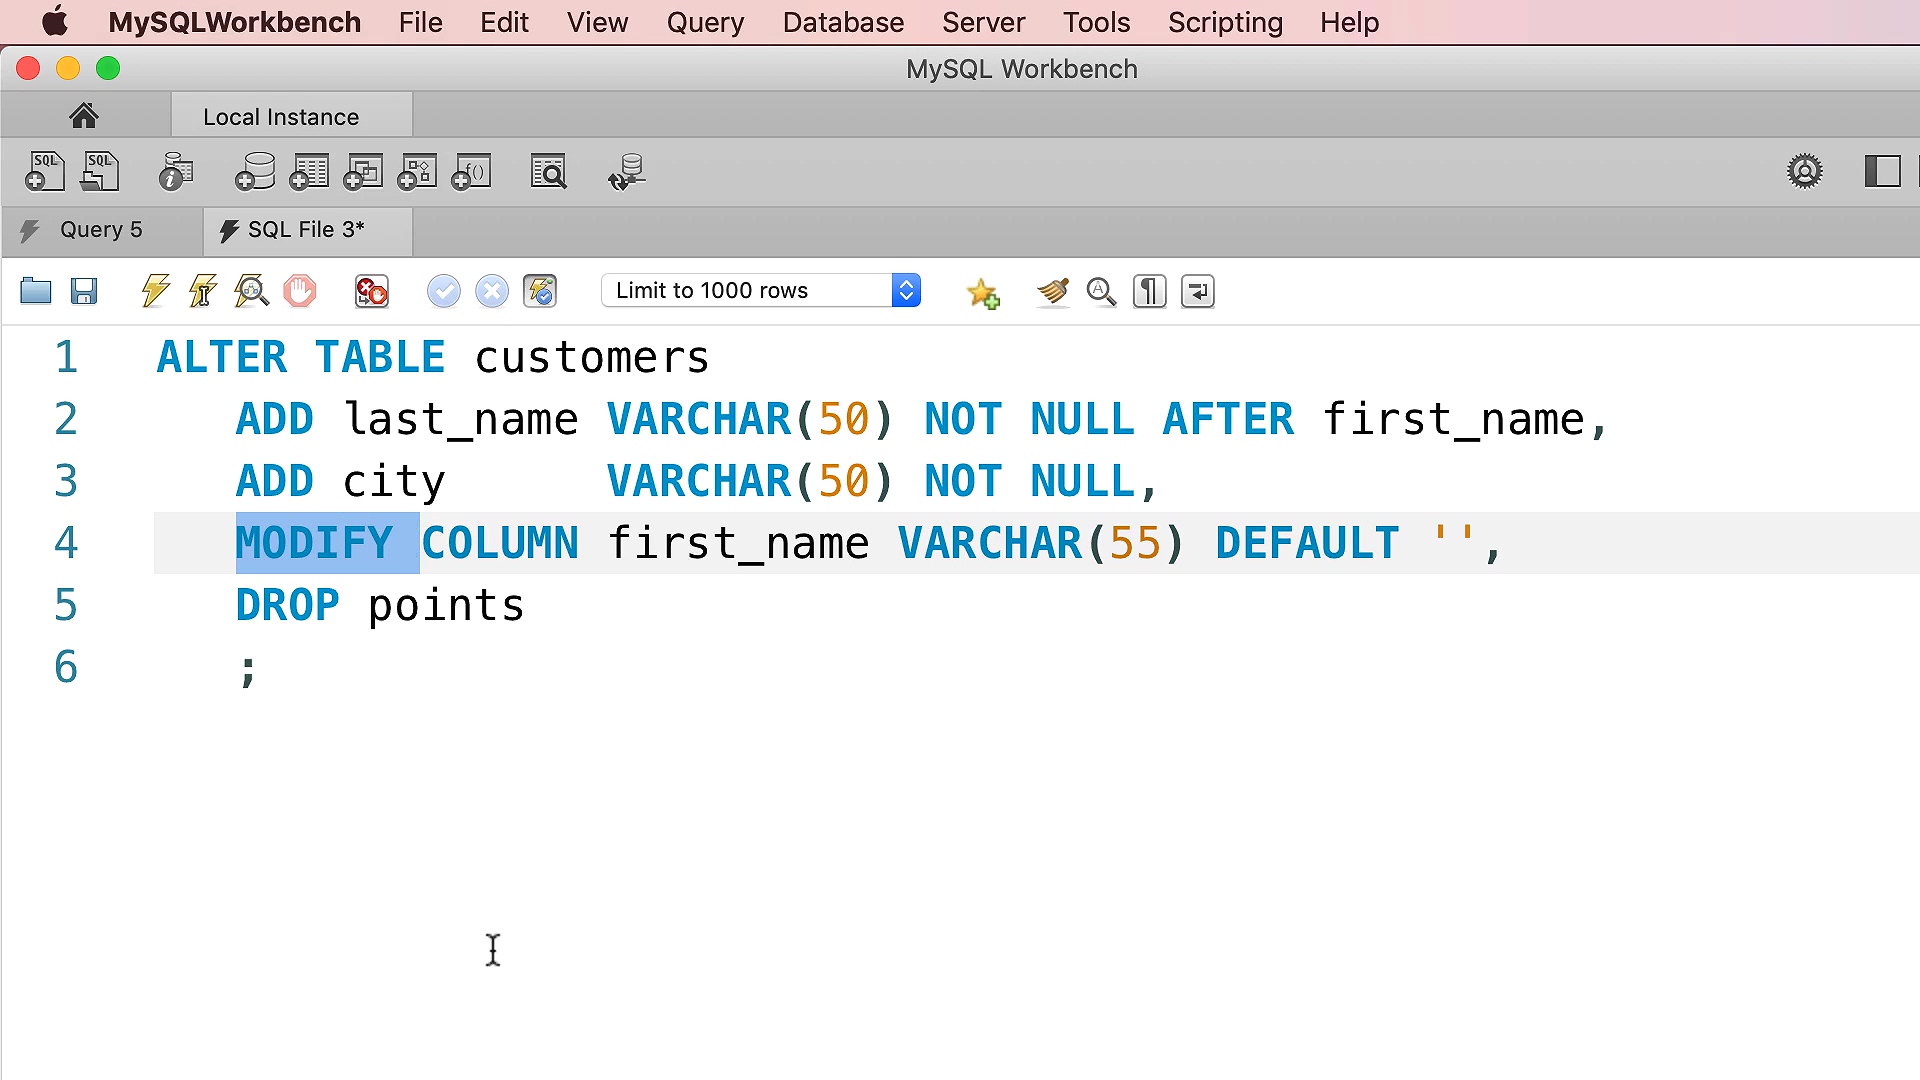 MySQLWorkbench File Edit View Query Database Server Tools Scripting Help
MySQL Workbench
Local Instance
SQL SQL f()
Query 5 SQL File 3*
Limit to 1000 rows
1 ALTER TABLE customers
2 ADD last_name VARCHAR(50) NOT NULL AFTER first_name,
3 ADD city VARCHAR(50) NOT NULL,
4 MODIFY COLUMN first_name VARCHAR(55) DEFAULT '',
5 DROP points
6 ;